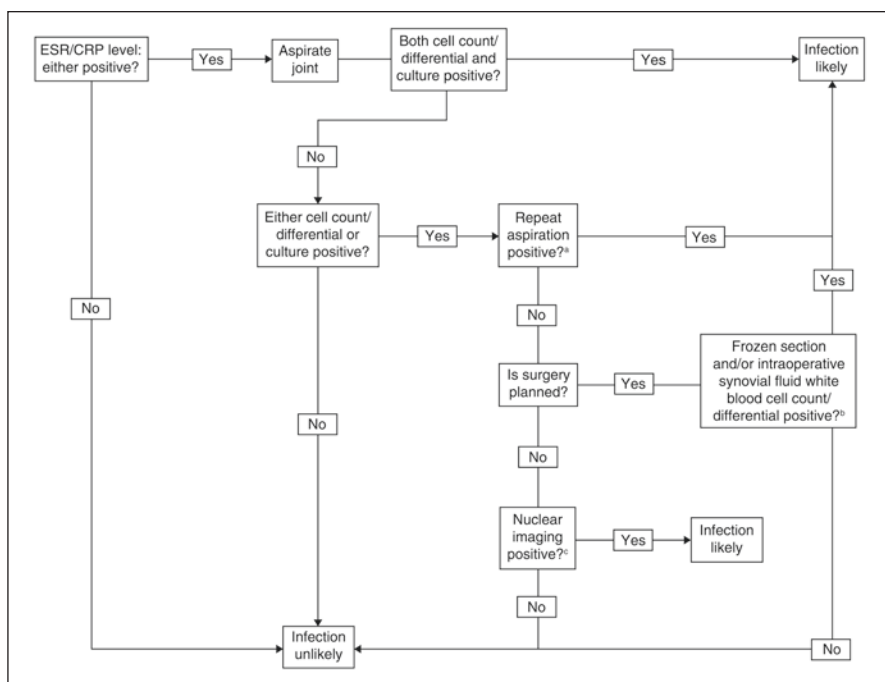 ESR/CRP level:
either positive?
Yes
Aspirate
joint
Both cell count/
differential and
culture positive?
Yes
Infection
likely
No
Either cell count/
differential or
culture positive?
Yes
Repeat
aspiration
positive?ᵃ
Yes
Yes
No
No
Is surgery
planned?
Yes
Frozen section
and/or intraoperative
synovial fluid white
blood cell count/
differential positive?ᵇ
No
No
Nuclear
imaging
positive?ᶜ
Yes
Infection
likely
No
Infection
unlikely
No